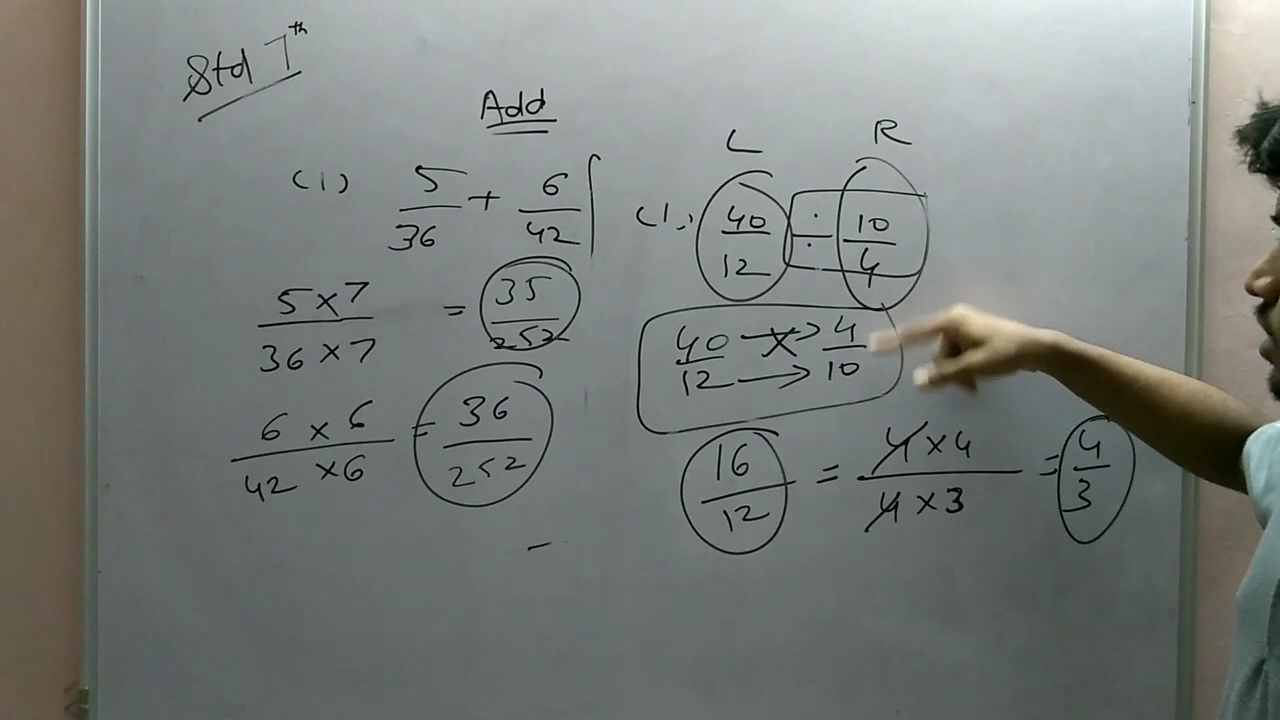 Std 7th
Add
(1) 5/36 + 6/42
5 x 7 / 36 x 7 = 35/252
6 x 6 / 42 x 6 = 36/252
L R
(1) 40/12 ÷ 10/4
40/12 x 4/10
16/12 = 4 x 4 / 4 x 3 = 4/3